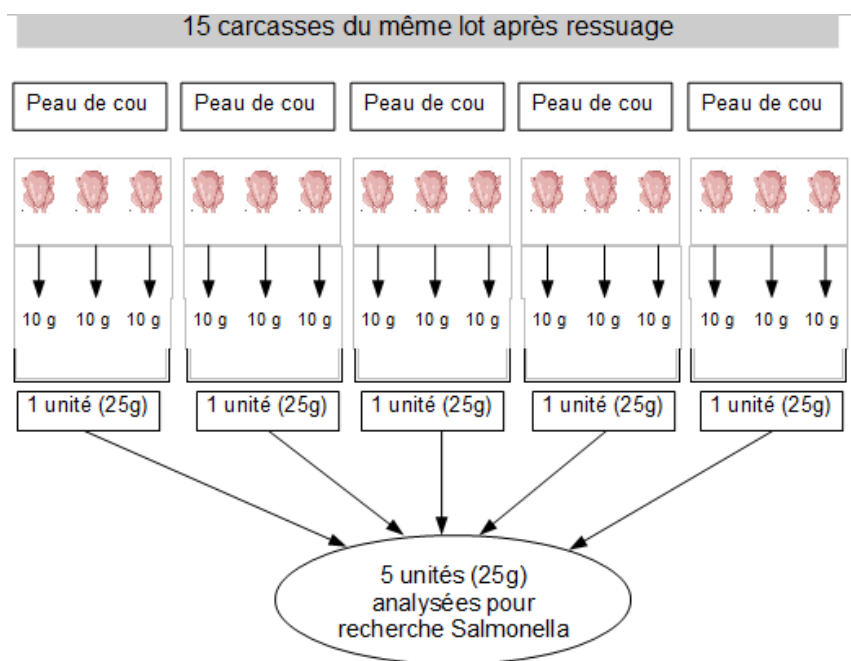 15 carcasses du même lot après ressuage
Peau de cou Peau de cou Peau de cou Peau de cou Peau de cou
10 g 10 g 10 g 10 g 10 g 10 g 10 g 10 g 10 g 10 g 10 g 10 g 10 g 10 g 10 g
1 unité (25g) 1 unité (25g) 1 unité (25g) 1 unité (25g) 1 unité (25g)
5 unités (25g)
analysées pour
recherche Salmonella